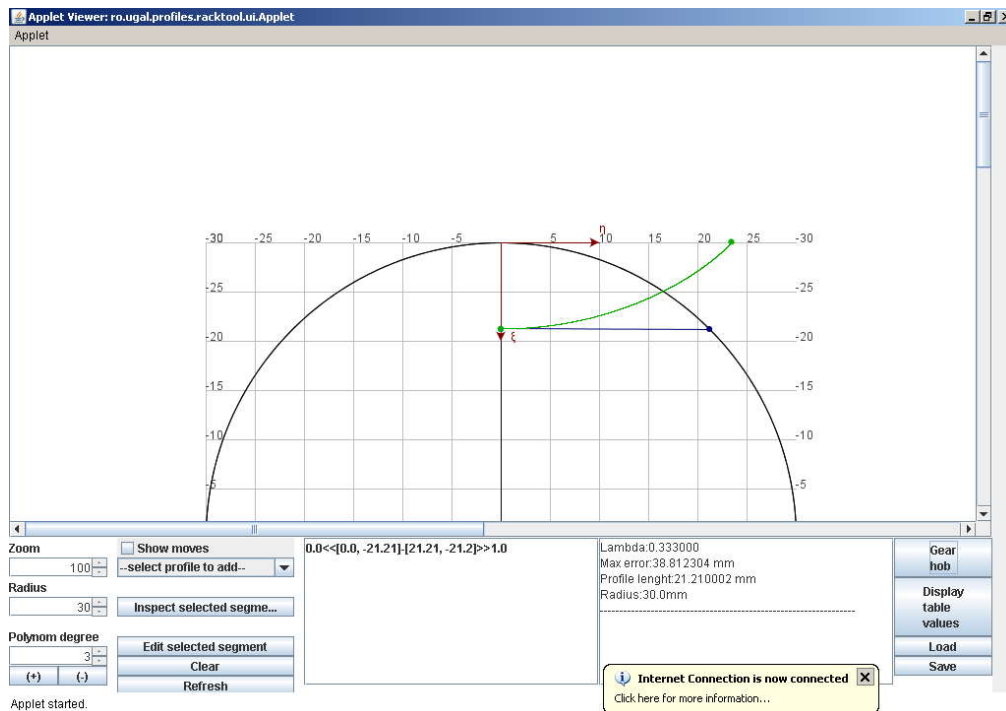 Applet Viewer: ro.ugal.profiles.racktool.ui.Applet
Applet
η
-30 -25 -20 -15 -10 -5 5 10 15 20 25 -30
-25 -25
ξ
-20 -20
-15 -15
-10 -10
-5 -5
Zoom
100
Radius
30
Polynom degree
3
(+) (-)
Show moves
--select profile to add--
Inspect selected segme...
Edit selected segment
Clear
Refresh
0.0<<[0.0, -21.21]-[21.21, -21.2]>>1.0
Lambda:0.333000
Max error:38.812304 mm
Profile lenght:21.210002 mm
Radius:30.0mm
Gear
hob
Display
table
values
Load
Save
Internet Connection is now connected
Click here for more information...
Applet started.